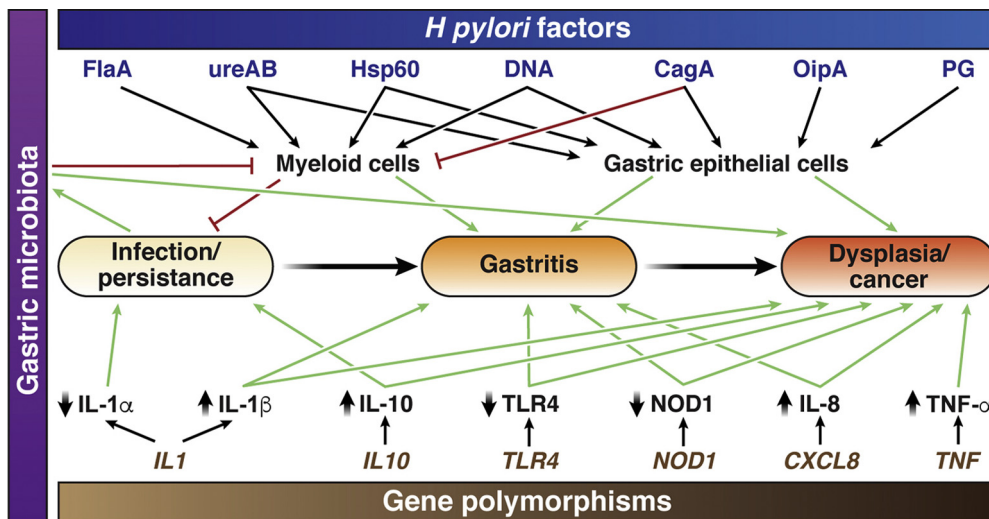 H pylori factors
FlaA ureAB Hsp60 DNA CagA OipA PG
Myeloid cells Gastric epithelial cells
Gastric microbiota
Infection/
persistance
Gastritis
Dysplasia/
cancer
IL-1α IL-1β IL-10 TLR4 NOD1 IL-8 TNF-α
IL1 IL10 TLR4 NOD1 CXCL8 TNF
Gene polymorphisms